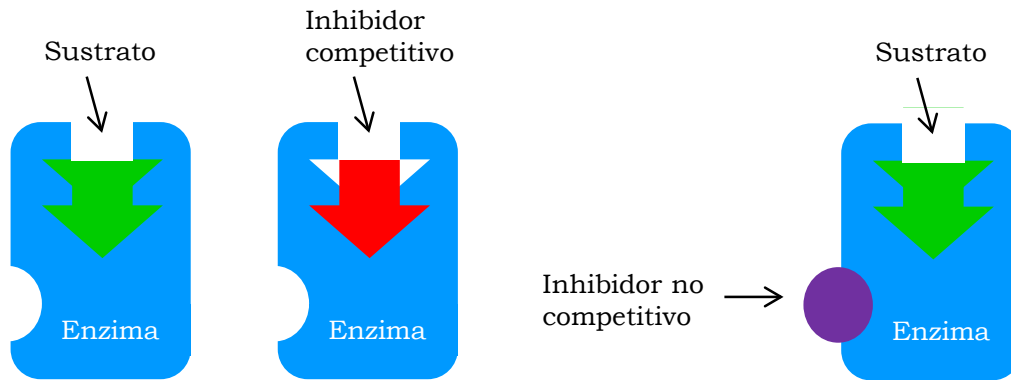 Sustrato
Inhibidor
competitivo
Sustrato
Inhibidor no
competitivo
Enzima
Enzima
Enzima